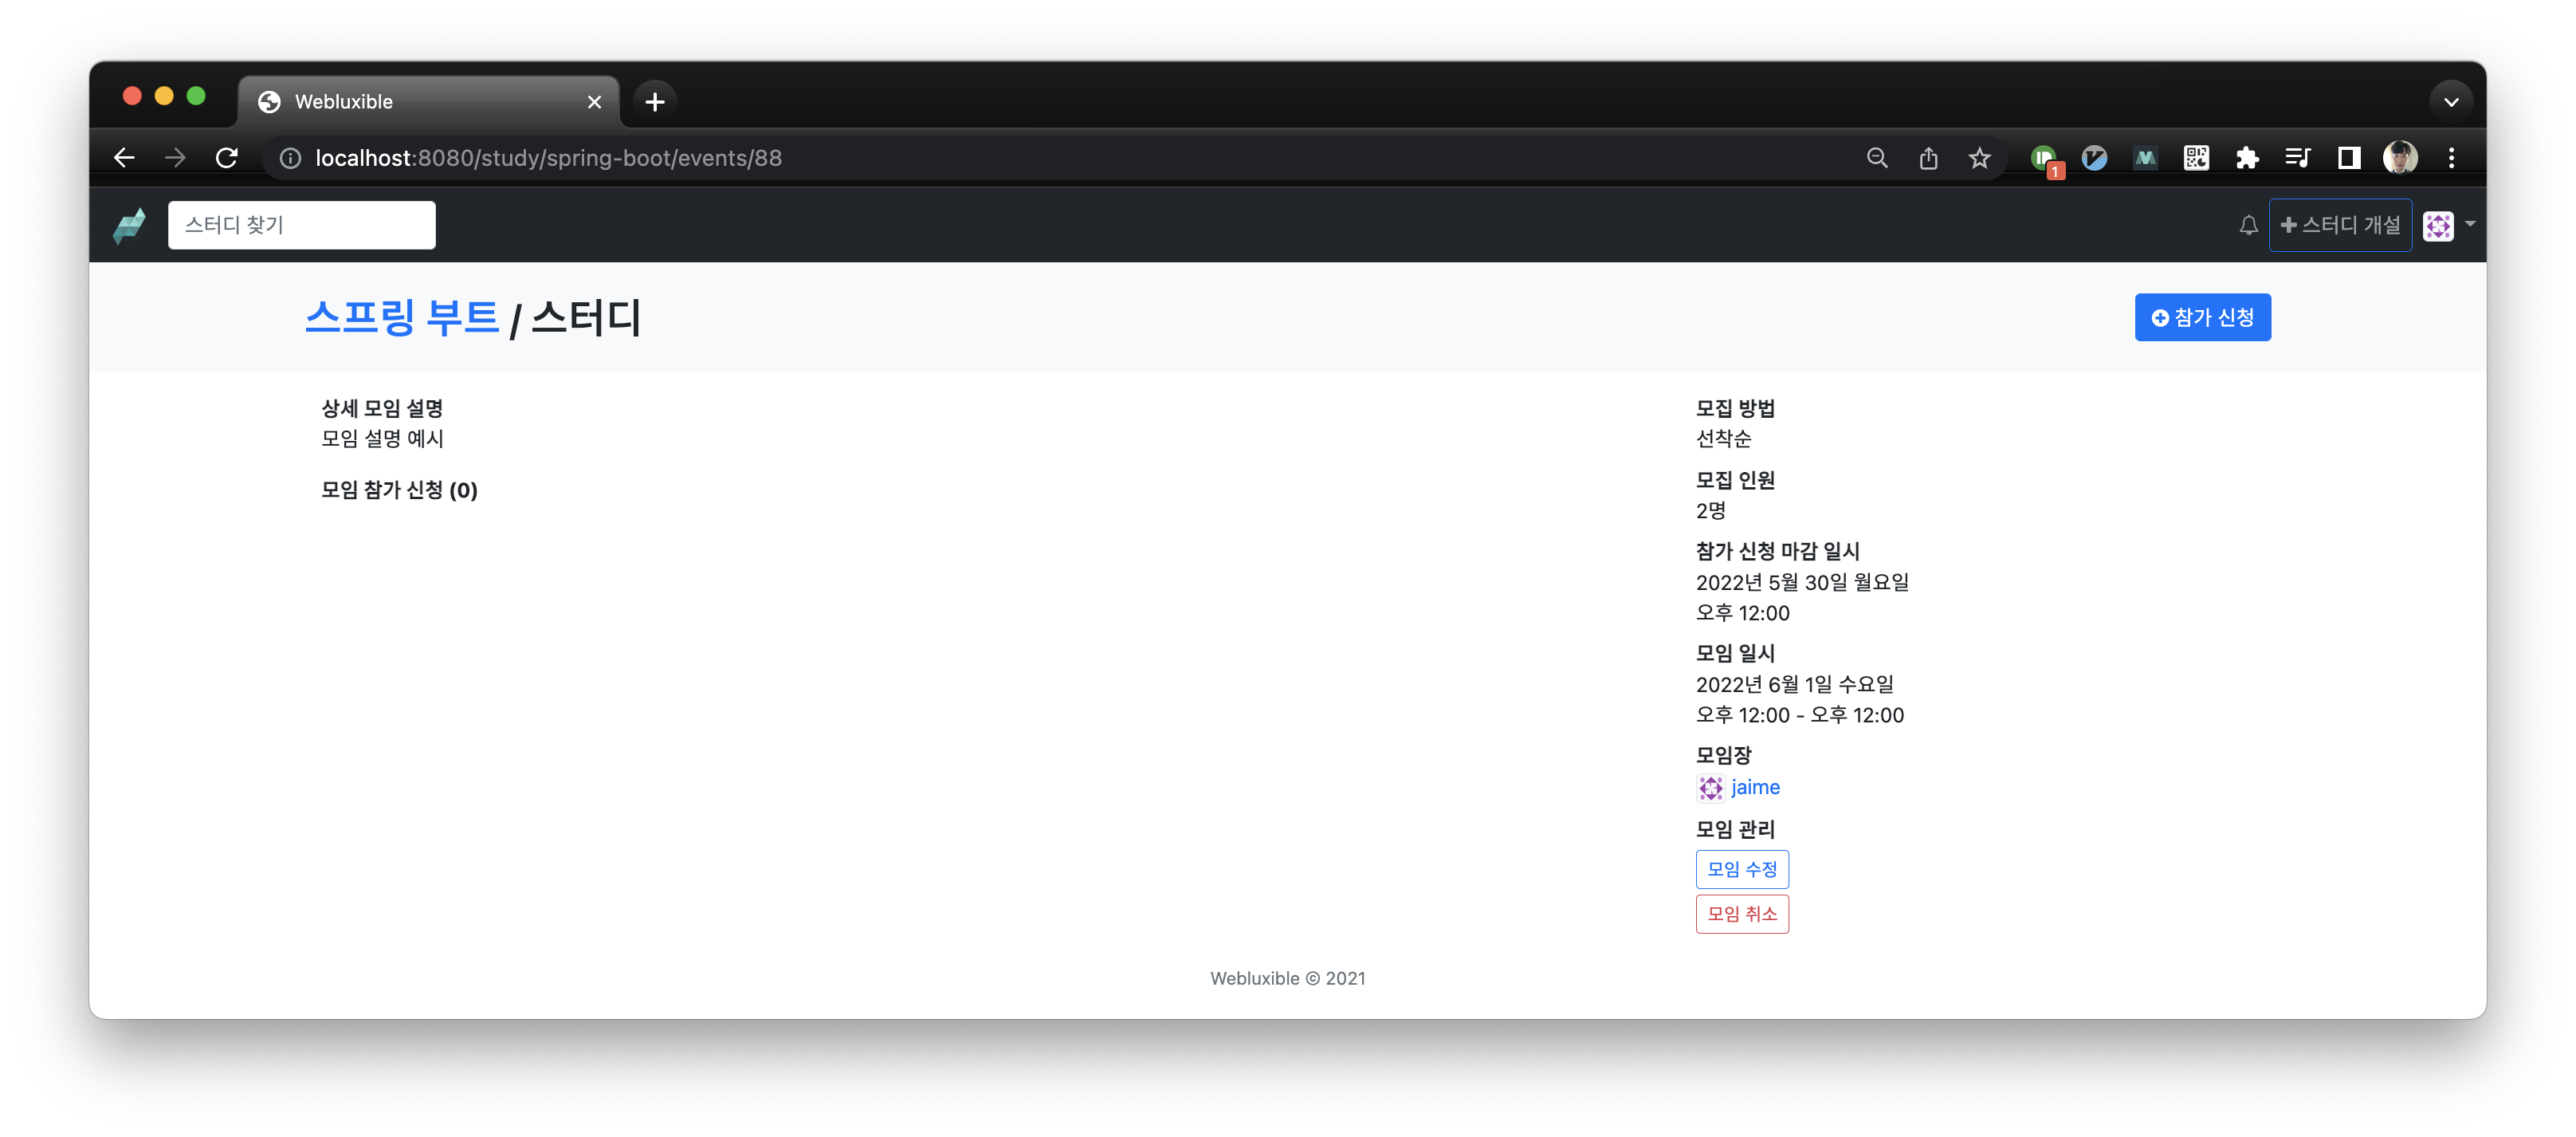 Webluxible
localhost:8080/study/spring-boot/events/88
1
스터디 찾기
스터디 개설
스프링 부트 / 스터디
참가 신청
상세 모임 설명
모임 설명 예시
모임 참가 신청 (0)
모집 방법
선착순
모집 인원
2명
참가 신청 마감 일시
2022년 5월 30일 월요일
오후 12:00
모임 일시
2022년 6월 1일 수요일
오후 12:00 - 오후 12:00
모임장
jaime
모임 관리
모임 수정
모임 취소
Webluxible © 2021